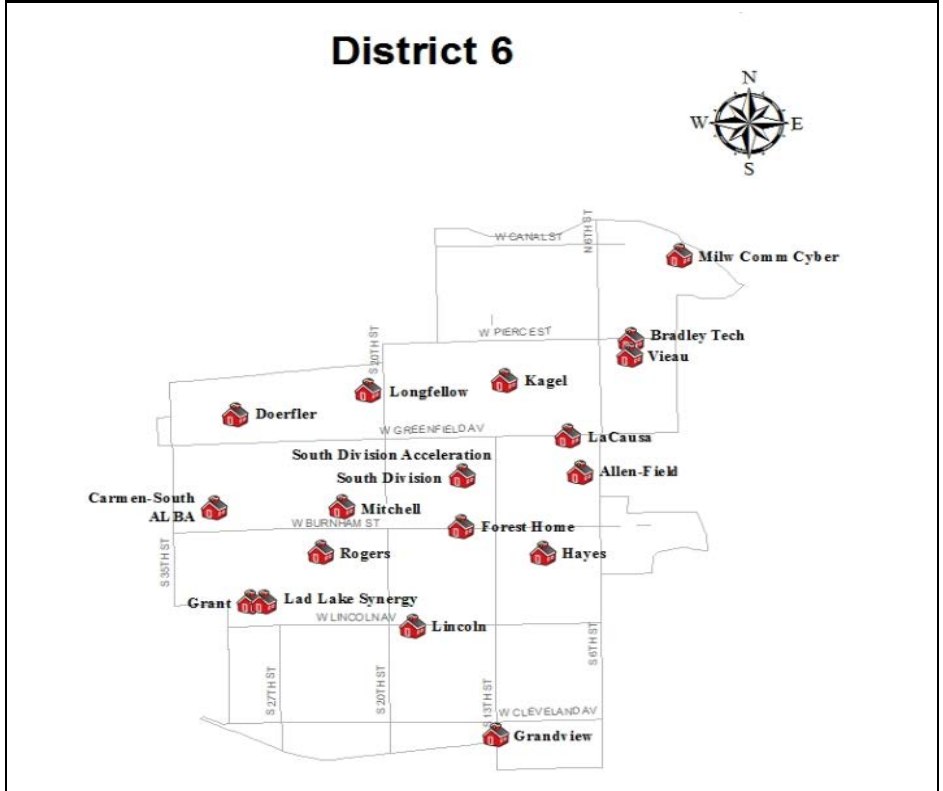 District 6
N
W E
S
W CANAL ST
N 6TH ST
Milw Comm Cyber
W PIERCE ST
Bradley Tech
Vieau
S 20TH ST
Longfellow
Kagel
Doerfler
W GREENFIELD AV
LaCausa
South Division Acceleration
South Division
Allen-Field
Carmen-South
ALBA
Mitchell
W BURNHAM ST
Forest Home
Rogers
Hayes
S 35TH ST
Grant
Lad Lake Synergy
W LINCOLN AV
Lincoln
S 6TH ST
S 27TH ST
S 20TH ST
S 13TH ST
W CLEVELAND AV
Grandview